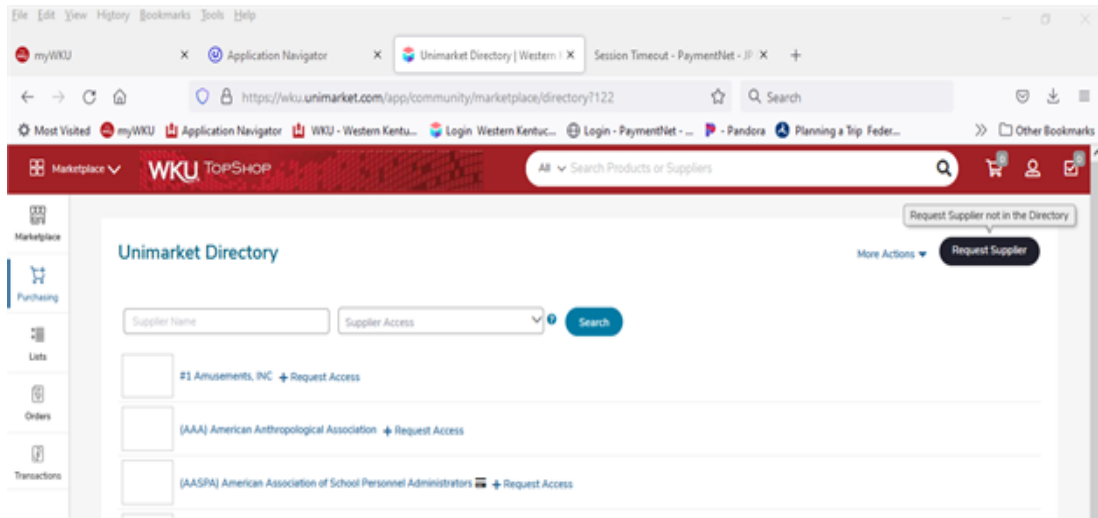 File Edit View History Bookmarks Tools Help
myWKU
Application Navigator
Unimarket Directory | Western
Session Timeout - PaymentNet - JP
https://wku.unimarket.com/app/community/marketplace/directory?122
Search
Most Visited myWKU Application Navigator WKU - Western Kentu... Login Western Kentuc... Login - PaymentNet - ... - Pandora Planning a Trip Feder... Other Bookmarks
Marketplace WKU TOPSHOP All Search Products or Suppliers 0 0
Marketplace
Request Supplier not in the Directory
Unimarket Directory
More Actions
Request Supplier
Purchasing
Supplier Name
Supplier Access
Search
Lists
#1 Amusements, INC + Request Access
Orders
(AAA) American Anthropological Association + Request Access
Transactions
(AASPA) American Association of School Personnel Administrators + Request Access